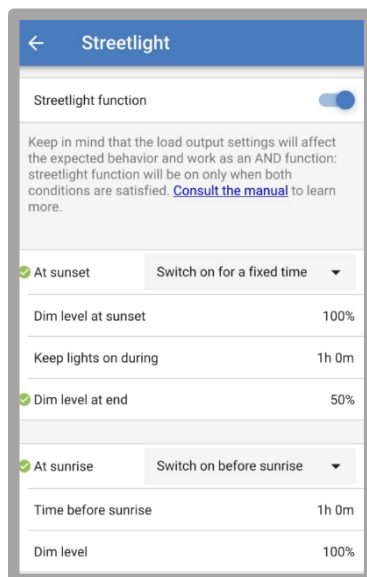 Streetlight
Streetlight function
Keep in mind that the load output settings will affect
the expected behavior and work as an AND function:
streetlight function will be on only when both
conditions are satisfied. Consult the manual to learn
more.
At sunset Switch on for a fixed time
Dim level at sunset 100%
Keep lights on during 1h 0m
Dim level at end 50%
At sunrise Switch on before sunrise
Time before sunrise 1h 0m
Dim level 100%